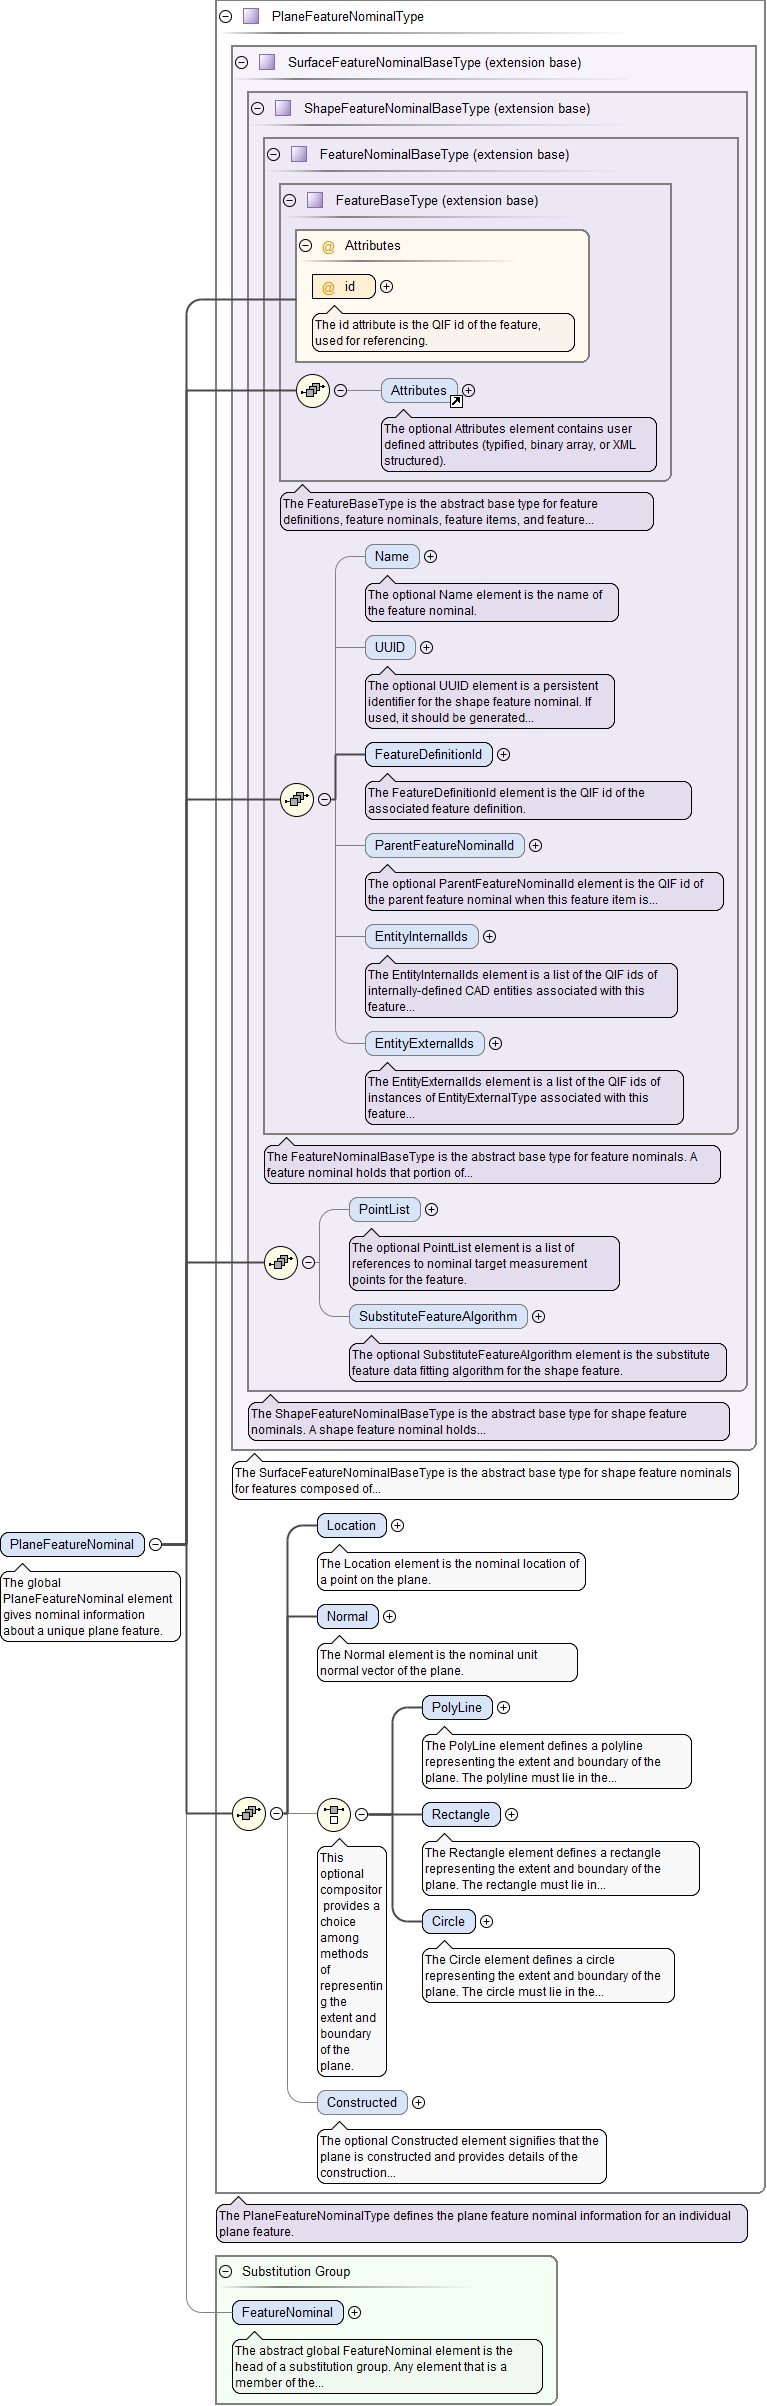 PlaneFeatureNominalType
SurfaceFeatureNominalBaseType (extension base)
ShapeFeatureNominalBaseType (extension base)
FeatureNominalBaseType (extension base)
FeatureBaseType (extension base)
@ Attributes
@ id
The id attribute is the QIF id of the feature,
used for referencing.
Attributes
The optional Attributes element contains user
defined attributes (typified, binary array, or XML
structured).
The FeatureBaseType is the abstract base type for feature
definitions, feature nominals, feature items, and feature...
Name
The optional Name element is the name of
the feature nominal.
UUID
The optional UUID element is a persistent
identifier for the shape feature nominal. If
used, it should be generated...
FeatureDefinitionId
The FeatureDefinitionId element is the QIF id of the
associated feature definition.
ParentFeatureNominalId
The optional ParentFeatureNominalId element is the QIF id of
the parent feature nominal when this feature item is...
EntityInternalIds
The EntityInternalIds element is a list of the QIF ids of
internally-defined CAD entities associated with this
feature...
EntityExternalIds
The EntityExternalIds element is a list of the QIF ids of
instances of EntityExternalType associated with this
feature...
The FeatureNominalBaseType is the abstract base type for feature nominals. A
feature nominal holds that portion of...
PointList
The optional PointList element is a list of
references to nominal target measurement
points for the feature.
SubstituteFeatureAlgorithm
The optional SubstituteFeatureAlgorithm element is the substitute
feature data fitting algorithm for the shape feature.
The ShapeFeatureNominalBaseType is the abstract base type for shape feature
nominals. A shape feature nominal holds...
The SurfaceFeatureNominalBaseType is the abstract base type for shape feature nominals
for features composed of...
PlaneFeatureNominal
The global
PlaneFeatureNominal element
gives nominal information
about a unique plane feature.
Location
The Location element is the nominal location of
a point on the plane.
Normal
The Normal element is the nominal unit
normal vector of the plane.
PolyLine
The PolyLine element defines a polyline
representing the extent and boundary of the
plane. The polyline must lie in the...
Rectangle
The Rectangle element defines a rectangle
representing the extent and boundary of the
plane. The rectangle must lie in...
Circle
The Circle element defines a circle
representing the extent and boundary of the
plane. The circle must lie in the...
This
optional
compositor
provides a
choice
among
methods
of
representin
g the
extent and
boundary
of the
plane.
Constructed
The optional Constructed element signifies that the
plane is constructed and provides details of the
construction...
The PlaneFeatureNominalType defines the plane feature nominal information for an individual
plane feature.
Substitution Group
FeatureNominal
The abstract global FeatureNominal element is the
head of a substitution group. Any element that is a
member of the...